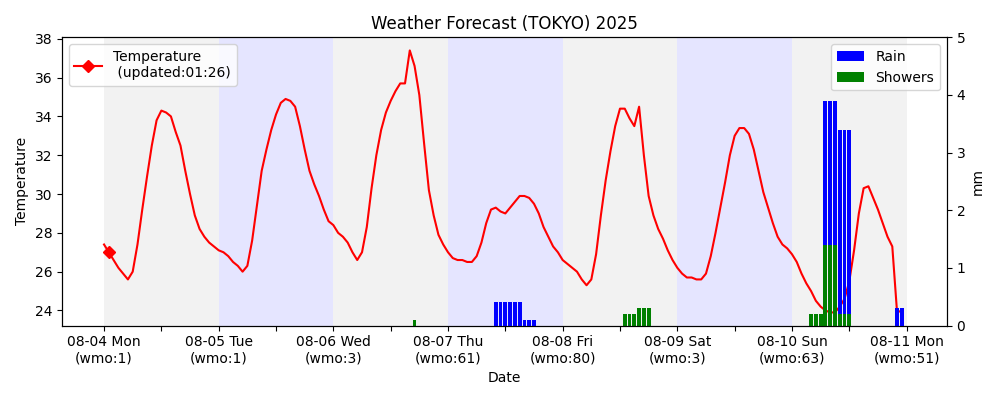 Weather Forecast (TOKYO) 2025
Temperature
(updated:01:26)
Rain
Showers
38
36
34
32
30
28
26
24
Temperature
5
4
3
2
1
0
mm
08-04 Mon
(wmo:1)
08-05 Tue
(wmo:1)
08-06 Wed
(wmo:3)
08-07 Thu
(wmo:61)
08-08 Fri
(wmo:80)
08-09 Sat
(wmo:3)
08-10 Sun
(wmo:63)
08-11 Mon
(wmo:51)
Date